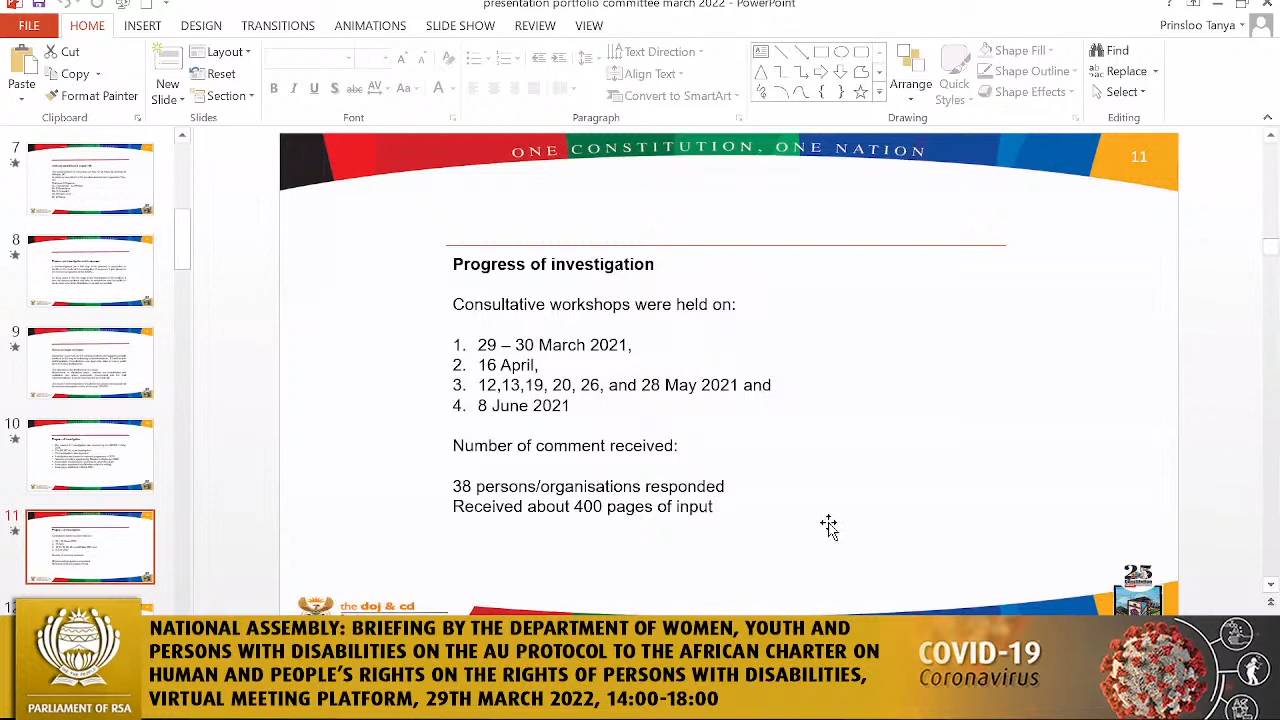 presentation portfolio committee march 2022 - PowerPoint
FILE HOME INSERT DESIGN TRANSITIONS ANIMATIONS SLIDE SHOW REVIEW VIEW Prinsloo Tanya
Cut Layout Text Direction Shape Fill Find
Copy Reset Align Text Shape Outline Replace
Paste Format Painter New Slide Section Convert to SmartArt Arrange Quick Styles Shape Effects Select
Clipboard Slides Font Paragraph Drawing Editing
7
8
9
10
11
ONE CONSTITUTION, ONE NATION 11
Progress of investigation
Consultative workshops were held on:
1. 29 – 30 March 2021,
2. April,
3. 12,13,19, 20, 26, and 28 May 2021 and
4. 8 June 2021
Number of comment received:
38 persons/organisations responded
Received about 400 pages of input
25
the doj & cd
NATIONAL ASSEMBLY: BRIEFING BY THE DEPARTMENT OF WOMEN, YOUTH AND
PERSONS WITH DISABILITIES ON THE AU PROTOCOL TO THE AFRICAN CHARTER ON
HUMAN AND PEOPLE'S RIGHTS ON THE RIGHTS OF PERSONS WITH DISABILITIES,
VIRTUAL MEETING PLATFORM, 29TH MARCH 2022, 14:00-18:00
PARLIAMENT OF RSA
COVID-19
Coronavirus